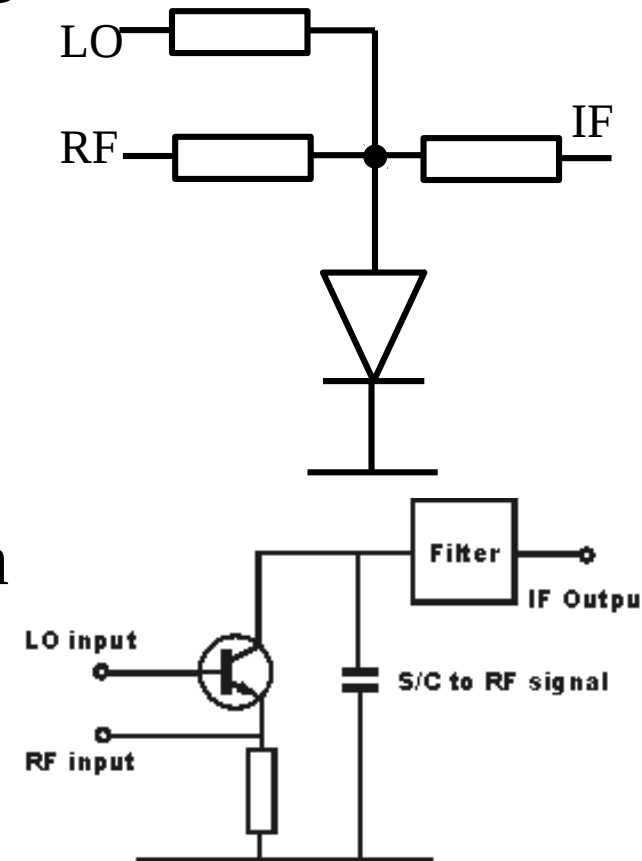 LO
RF
IF
Filter
IF Outpu
LO input
S/C to RF signal
RF input